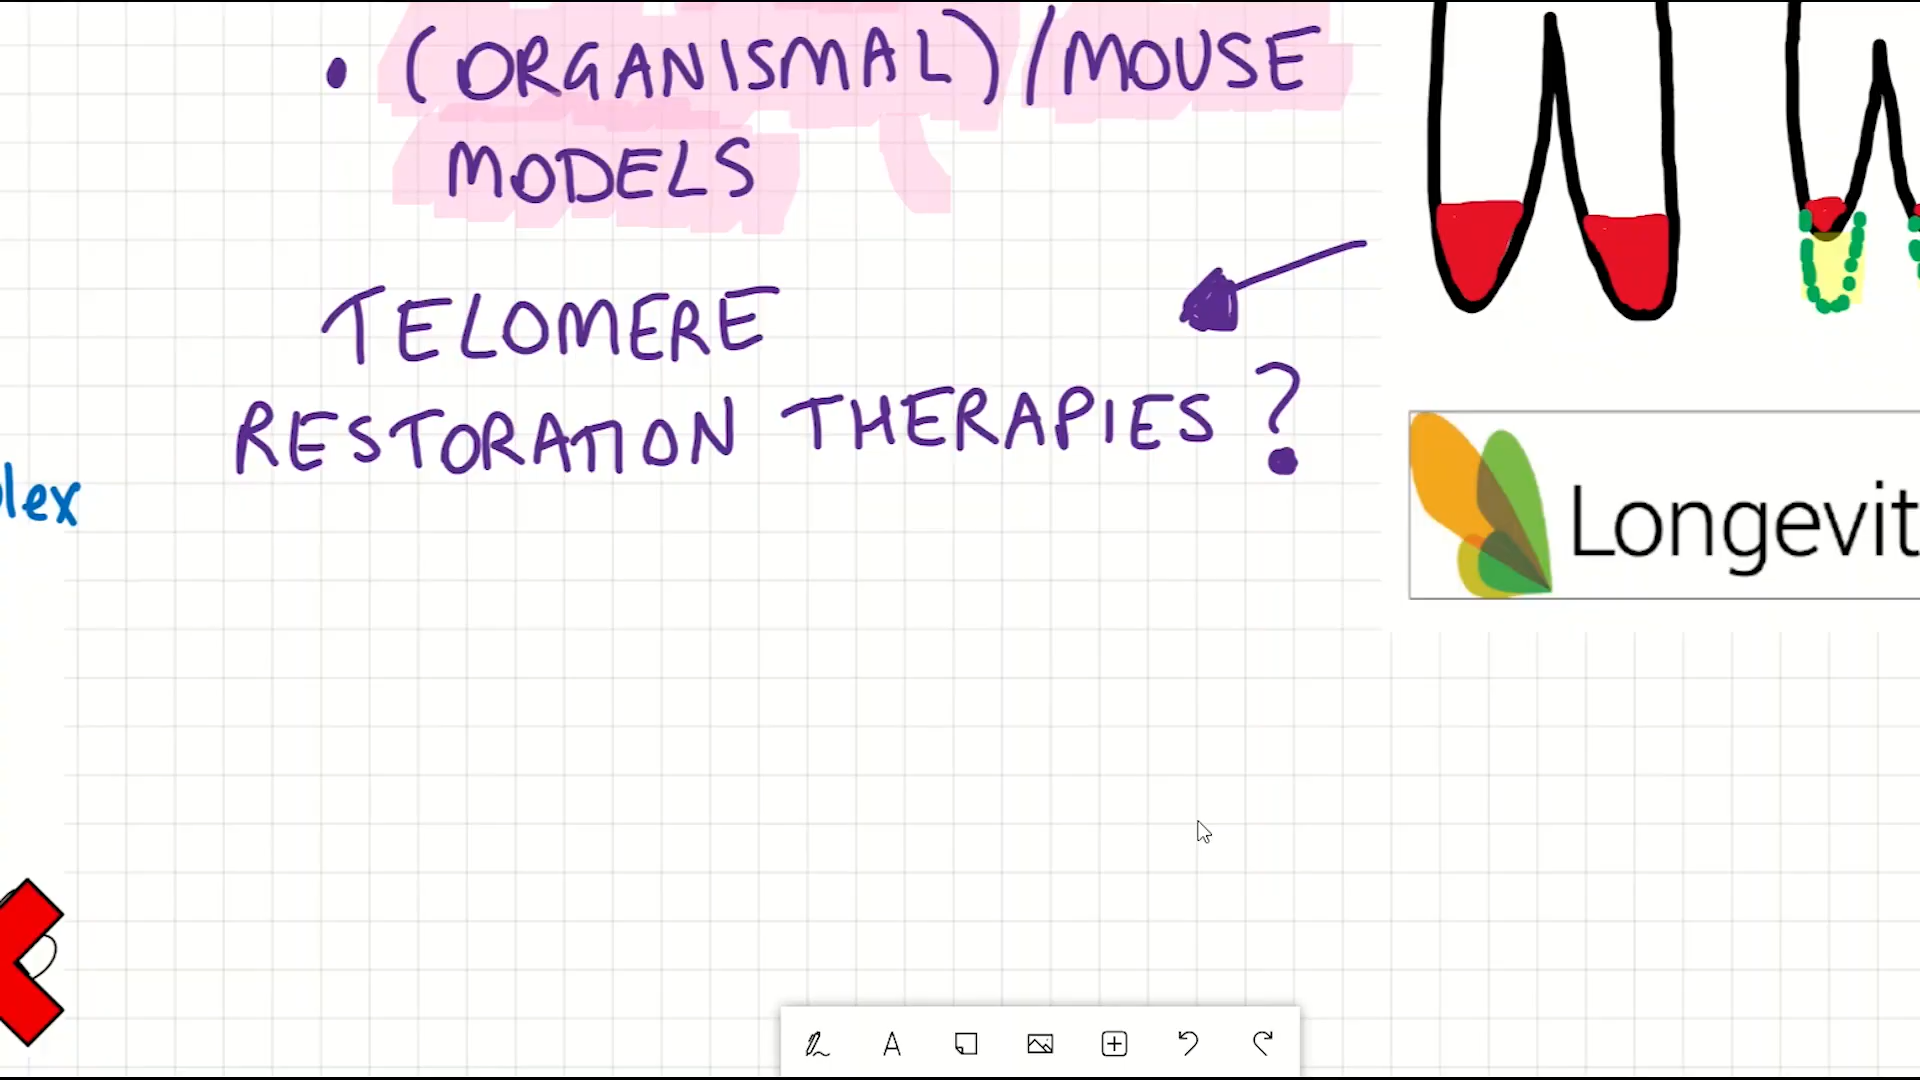 • (ORGANISMAL)/MOUSE
MODELS
TELOMERE
RESTORATION THERAPIES?
lex
Longevit
A